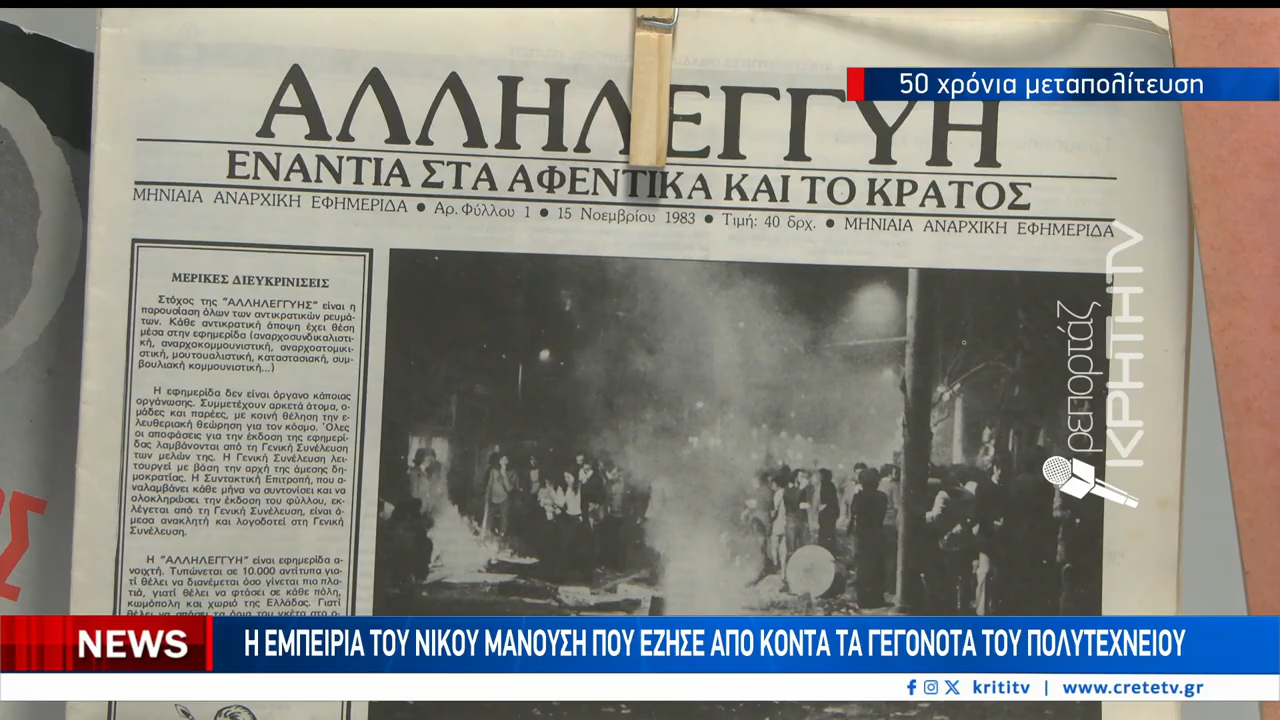 50 χρόνια μεταπολίτευση
ΑΛΛΗΛΕΓΓΥΗ
ΕΝΑΝΤΙΑ ΣΤΑ ΑΦΕΝΤΙΚΑ ΚΑΙ ΤΟ ΚΡΑΤΟΣ
ΜΗΝΙΑΙΑ ΑΝΑΡΧΙΚΗ ΕΦΗΜΕΡΙΔΑ ● Αρ. Φύλλου 1 ● 15 Νοεμβρίου 1983 ● Τιμή: 40 δρχ. ● ΜΗΝΙΑΙΑ ΑΝΑΡΧΙΚΗ ΕΦΗΜΕΡΙΔΑ
ΜΕΡΙΚΕΣ ΔΙΕΥΚΡΙΝΙΣΕΙΣ
Στόχος της "ΑΛΛΗΛΕΓΓΥΗΣ" είναι η
παρουσίαση όλων των αντικρατικών ρευμά-
των. Κάθε αντικρατική άποψη έχει θέση
μέσα στην εφημερίδα (αναρχοσυνδικαλιστι-
κή, αναρχοκομμουνιστική, αναρχοατομικι-
στική, μουτουαλιστική, καταστασιακή, συμ-
βουλιακή κομμουνιστική...)
Η εφημερίδα δεν είναι όργανο κάποιας
οργάνωσης. Συμμετέχουν αρκετά άτομα, ο-
μάδες και παρέες, με κοινή θέληση την ε-
λευθεριακή θεώρηση για τον κόσμο. Όλες
οι αποφάσεις για την έκδοση της εφημερί-
δας λαμβάνονται από τη Γενική Συνέλευση
των μελών της. Η Γενική Συνέλευση λει-
τουργεί με βάση την αρχή της άμεσης δη-
μοκρατίας. Η Συντακτική Επιτροπή, που α-
ναλαμβάνει κάθε μήνα να συντονίσει και να
ολοκληρώσει την έκδοση του φύλλου, εκ-
λέγεται από τη Γενική Συνέλευση, είναι ά-
μεσα ανακλητή και λογοδοτεί στη Γενική
Συνέλευση.
Η "ΑΛΛΗΛΕΓΓΥΗ" είναι εφημερίδα α-
νοιχτή. Τυπώνεται σε 10.000 αντίτυπα για-
τί θέλει να διανέμεται όσο γίνεται πιο πλα-
τιά, γιατί θέλει να φτάσει σε κάθε πόλη,
κωμόπολη και χωριό της Ελλάδας. Γιατί
ρεπορτάζ
ΚΡΗΤΗ TV
NEWS
Η ΕΜΠΕΙΡΙΑ ΤΟΥ ΝΙΚΟΥ ΜΑΝΟΥΣΗ ΠΟΥ ΕΖΗΣΕ ΑΠΟ ΚΟΝΤΑ ΤΑ ΓΕΓΟΝΟΤΑ ΤΟΥ ΠΟΛΥΤΕΧΝΕΙΟΥ
krititv | www.cretetv.gr